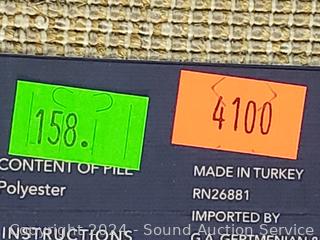 158.
4100
CONTENT OF PILE
Polyester
MADE IN TURKEY
RN26881
IMPORTED BY
INSTRUCTIONS
Copyright 2024 - Sound Auction Service